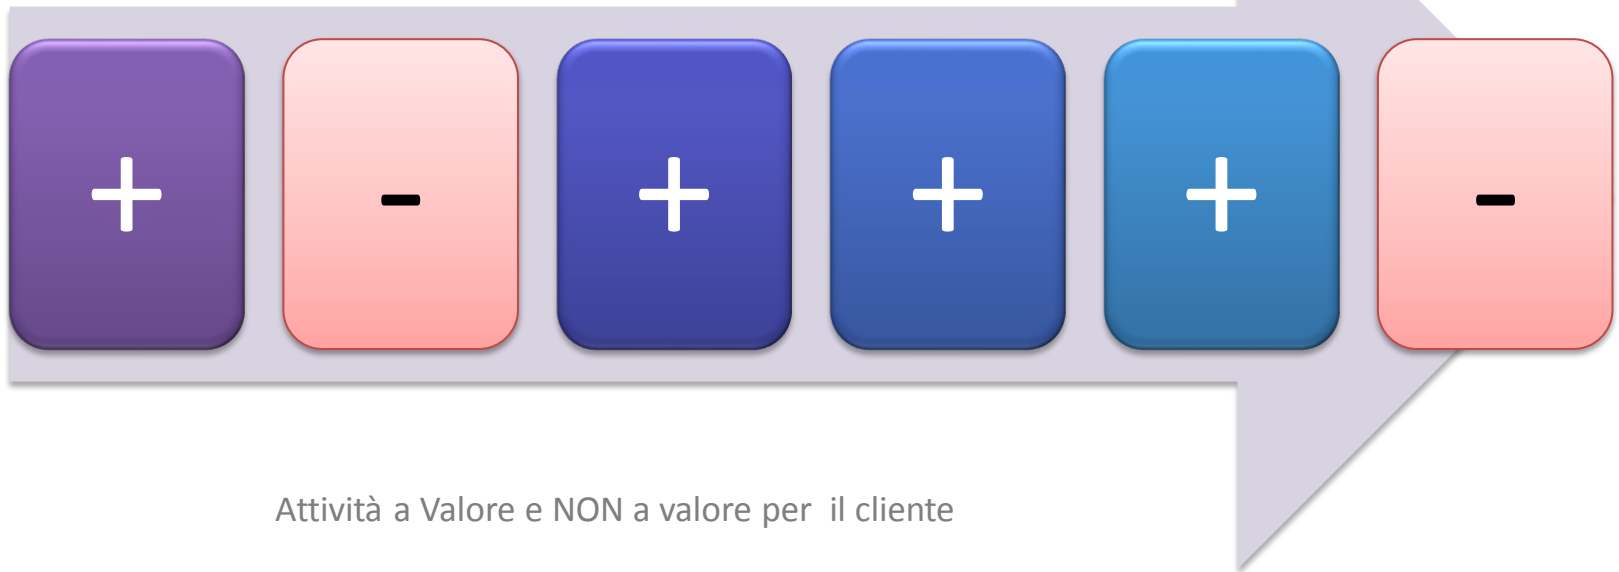 + - + + + -
Attività a Valore e NON a valore per  il cliente